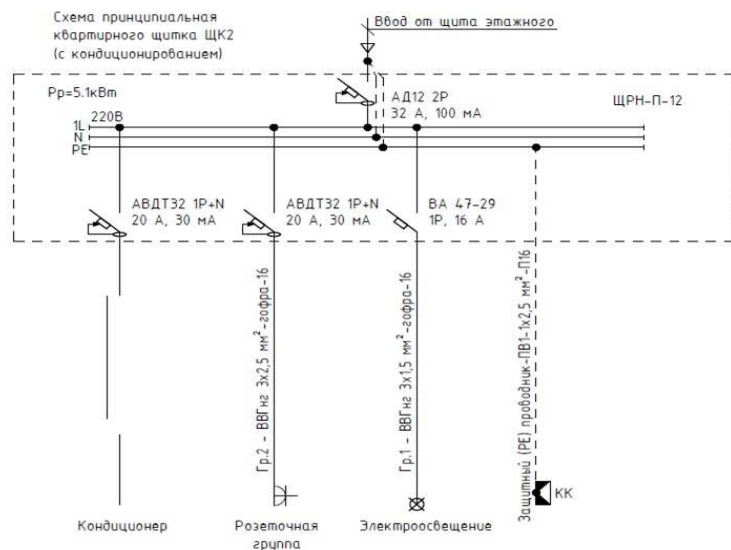 Схема принципиальная
квартирного щитка ЩК2
(с кондиционированием)
Ввод от щита этажного
Рр=5.1кВт
АД12 2Р
32 А, 100 мА
ЩРН-П-12
220В
1L
N
PE
АВДТ32 1Р+N
20 А, 30 мА
АВДТ32 1Р+N
20 А, 30 мА
ВА 47-29
1Р, 16 А
Гр.2 - ВВГнг 3х2,5 мм²-гофра-16
Гр.1 - ВВГнг 3х1,5 мм²-гофра-16
Защитный (РЕ) проводник-ПВ1-1х2,5 мм²-П16
КК
Кондиционер
Розеточная
группа
Электроосвещение